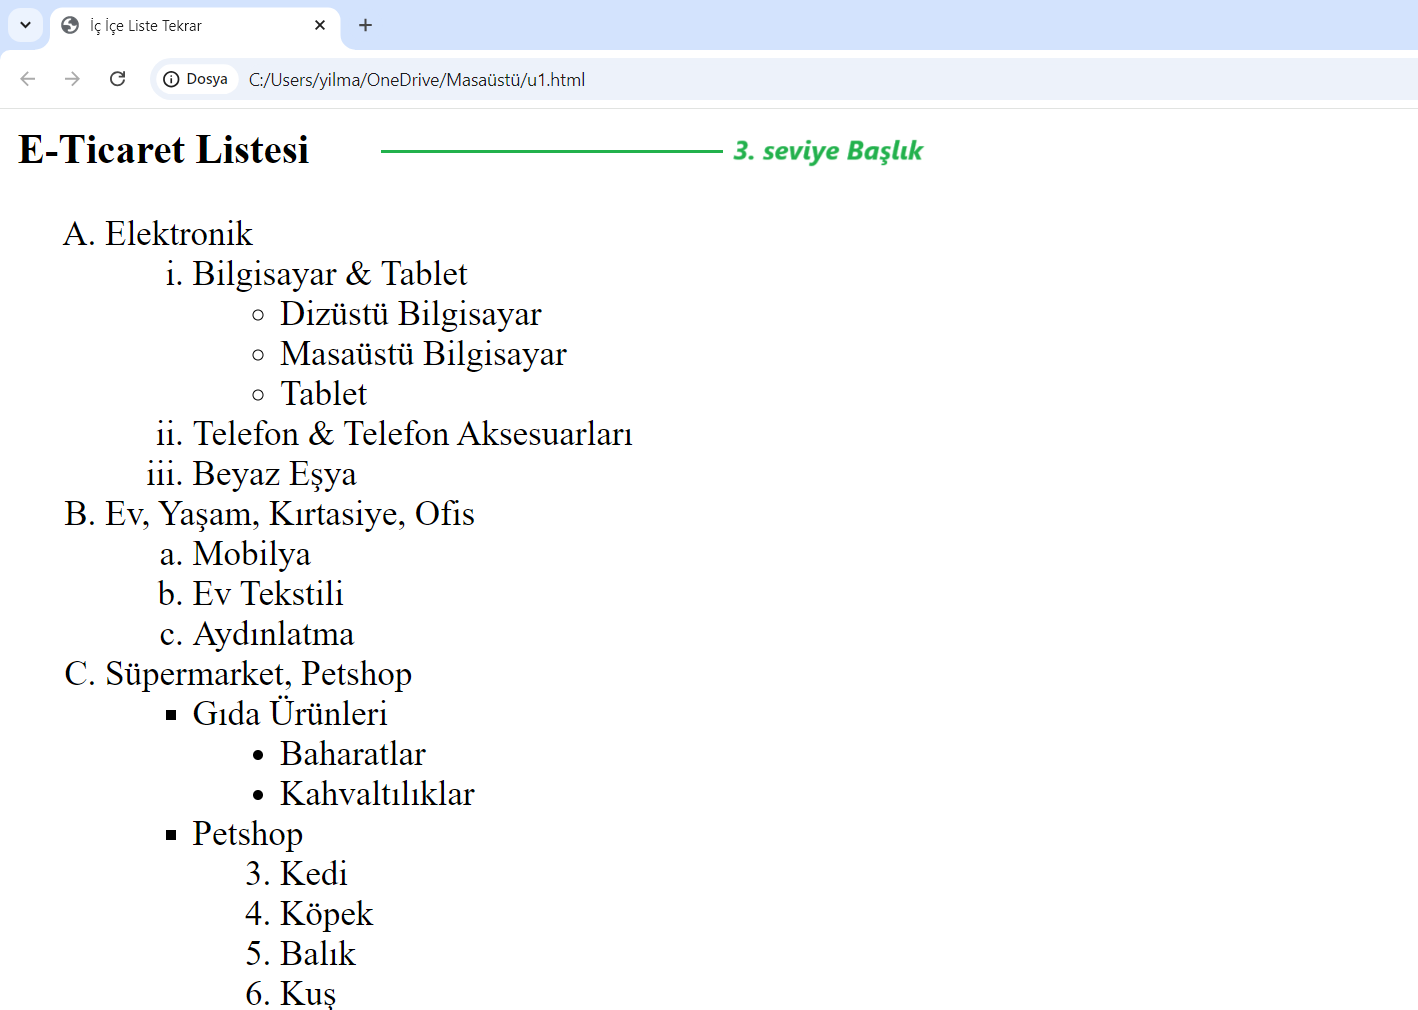 İç İçe Liste Tekrar
Dosya C:/Users/yilma/OneDrive/Masaüstü/u1.html
E-Ticaret Listesi 3. seviye Başlık
A. Elektronik
i. Bilgisayar & Tablet
Dizüstü Bilgisayar
Masaüstü Bilgisayar
Tablet
ii. Telefon & Telefon Aksesuarları
iii. Beyaz Eşya
B. Ev, Yaşam, Kırtasiye, Ofis
a. Mobilya
b. Ev Tekstili
c. Aydınlatma
C. Süpermarket, Petshop
Gıda Ürünleri
Baharatlar
Kahvaltılıklar
Petshop
3. Kedi
4. Köpek
5. Balık
6. Kuş